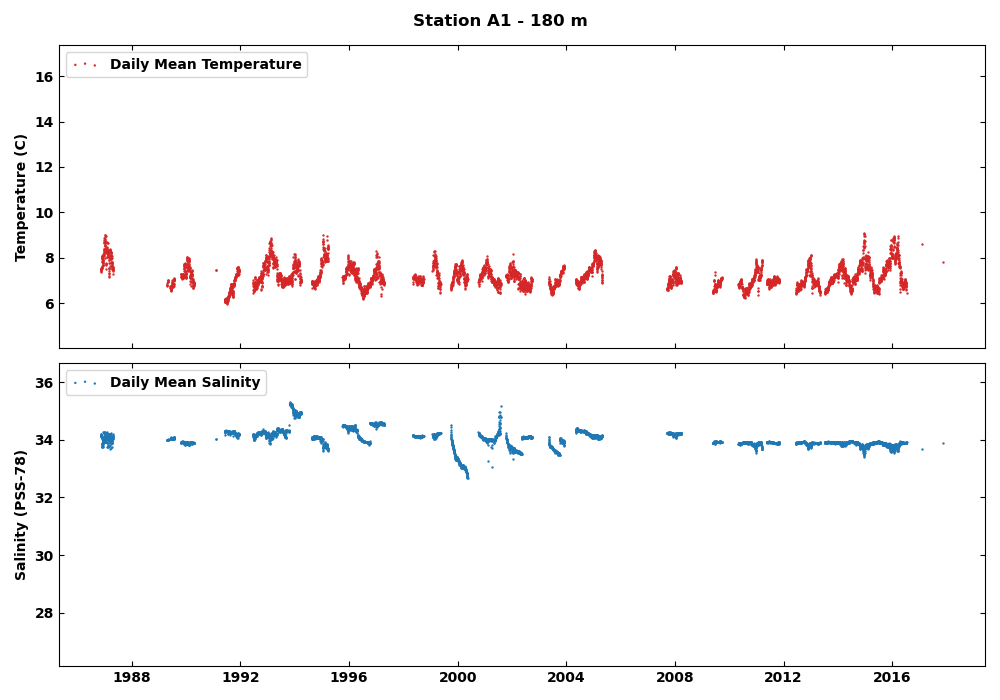 Station A1 - 180 m
Daily Mean Temperature
Temperature (C)
16
14
12
10
8
6
Daily Mean Salinity
Salinity (PSS-78)
36
34
32
30
28
1988 1992 1996 2000 2004 2008 2012 2016